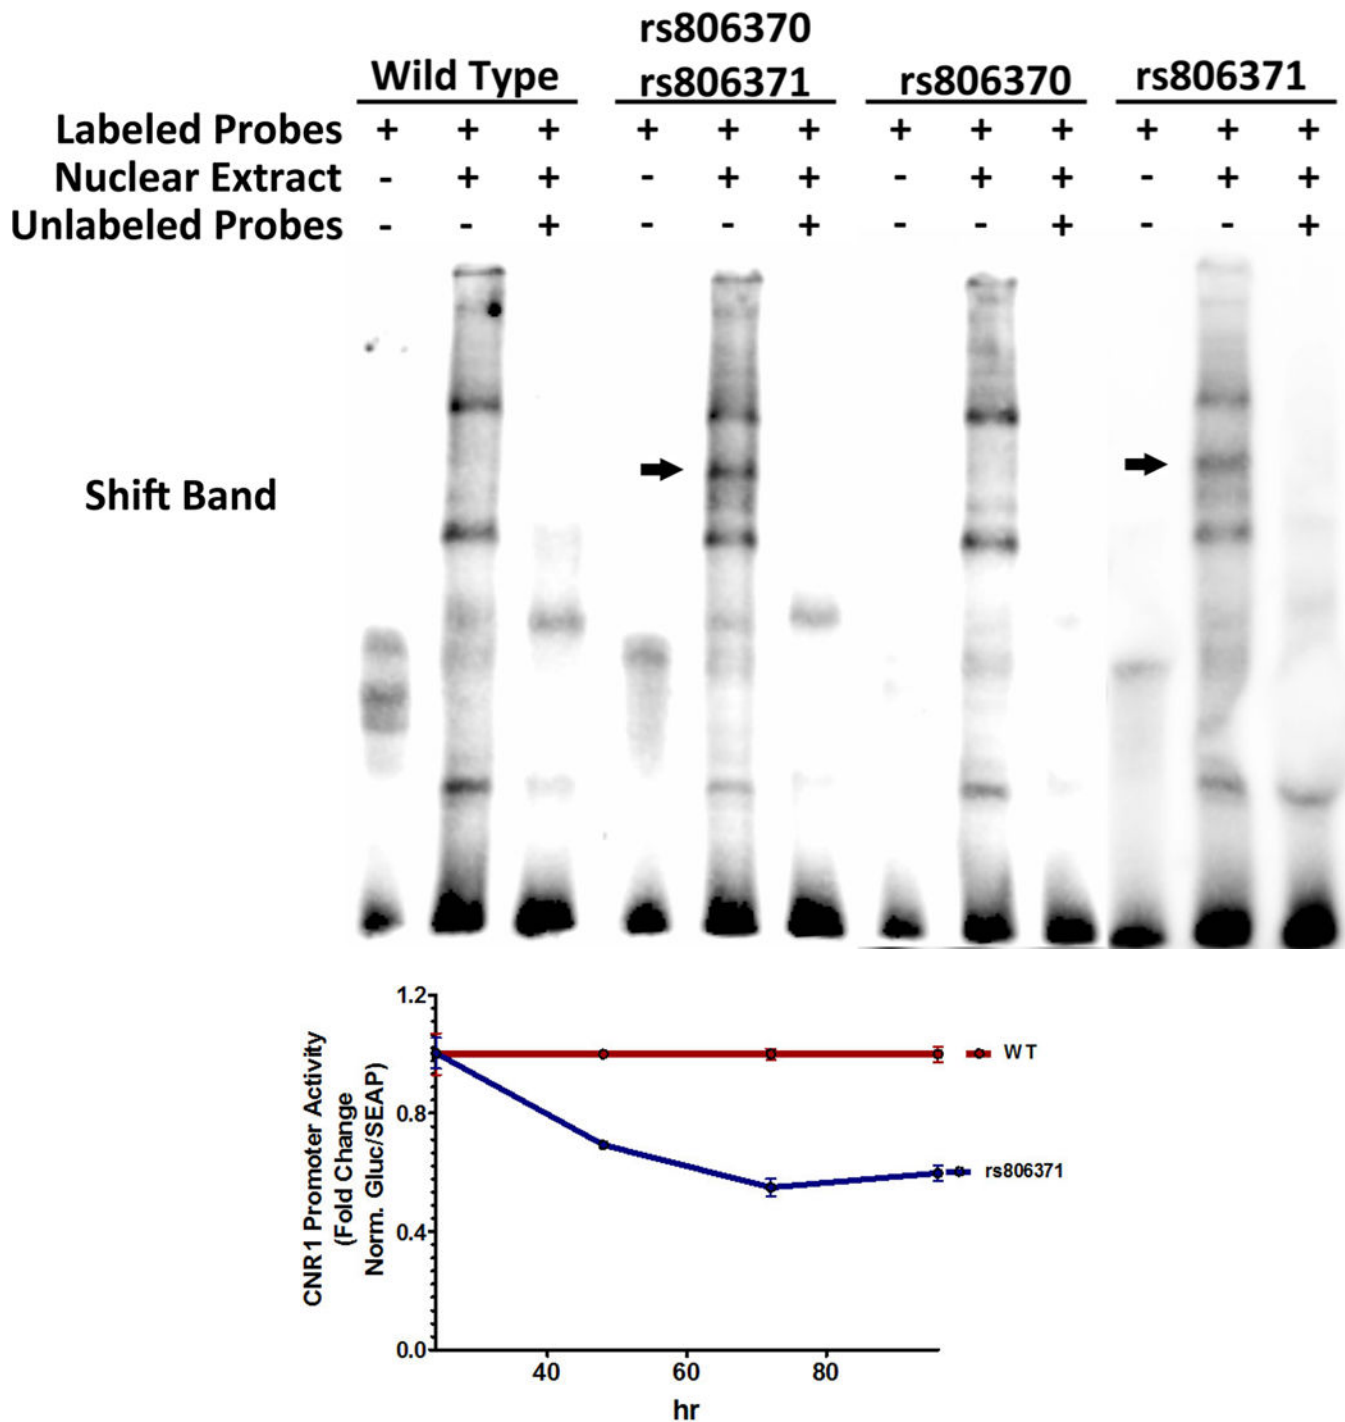 rs806370
Wild Type rs806371 rs806370 rs806371
Labeled Probes + + + + + + + + + + + +
Nuclear Extract - + + - + + - + + - + +
Unlabeled Probes - - + - - + - - + - - +
Shift Band
1.2
0.8
0.4
0.0
CNR1 Promoter Activity
(Fold Change
Norm. Gluc/SEAP)
WT
rs806371
40 60 80
hr